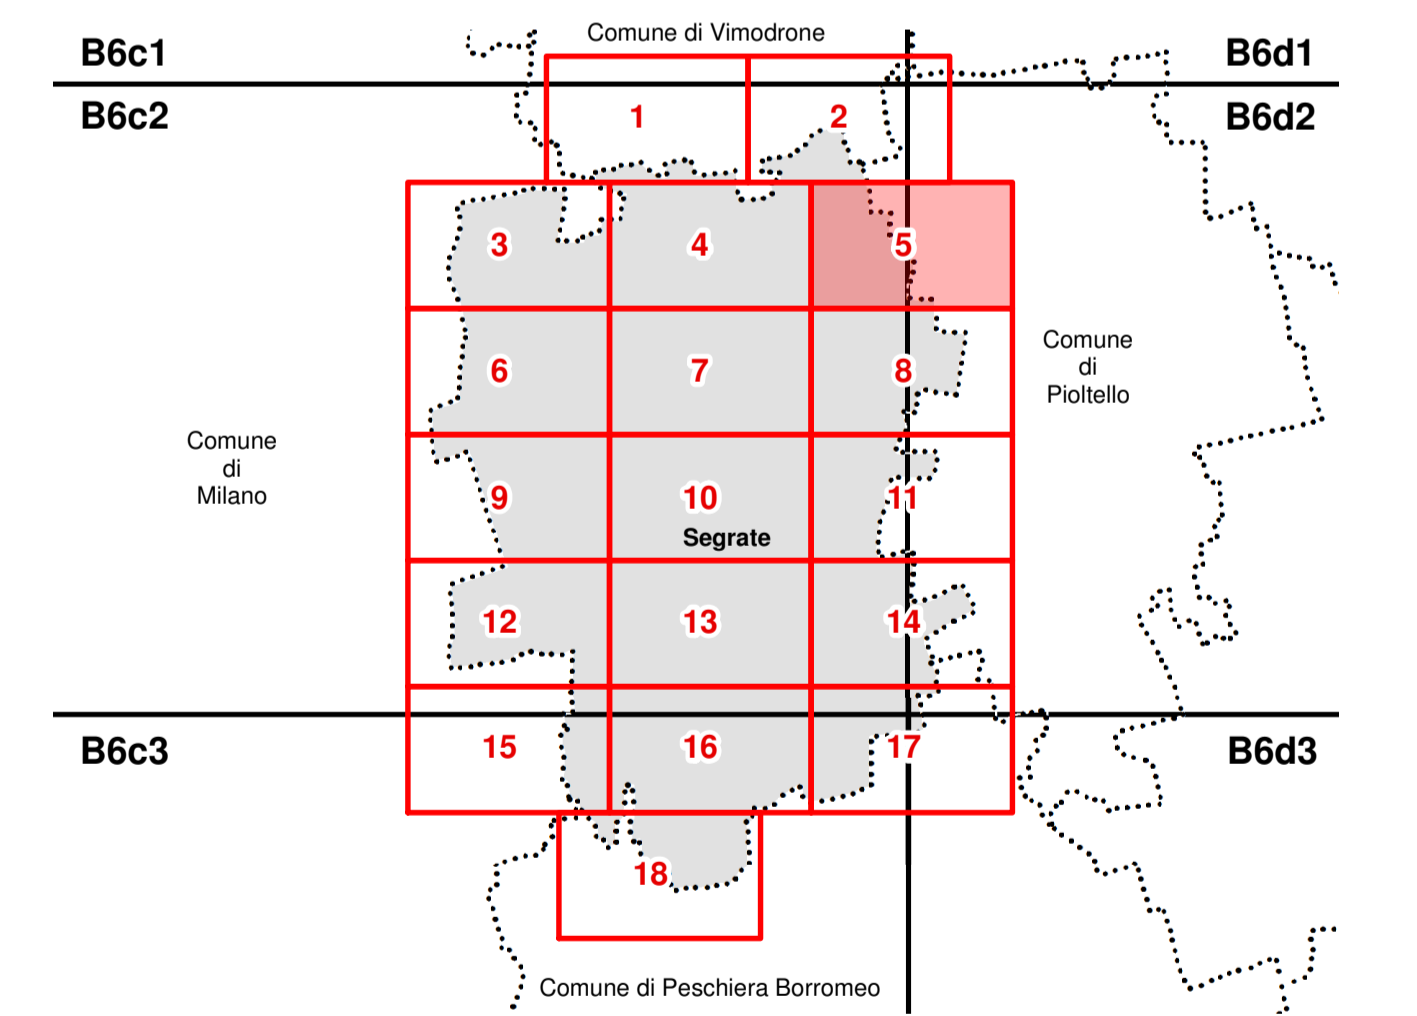 Comune di Vimodrone
B6c1
B6d1
B6c2
B6d2
1
2
3
4
5
6
7
8
Comune
di
Pioltello
Comune
di
Milano
9
10
11
Segrate
12
13
14
B6c3
15
16
17
B6d3
18
Comune di Peschiera Borromeo